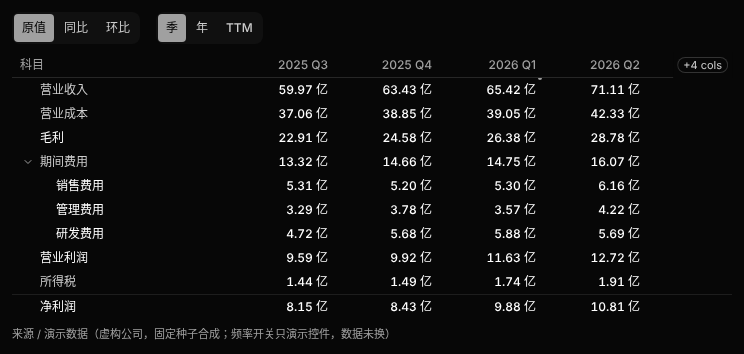 原值 同比 环比 季 年 TTM
科目 2025 Q3 2025 Q4 2026 Q1 2026 Q2 +4 cols
营业收入 59.97 亿 63.43 亿 65.42 亿 71.11 亿
营业成本 37.06 亿 38.85 亿 39.05 亿 42.33 亿
毛利 22.91 亿 24.58 亿 26.38 亿 28.78 亿
期间费用 13.32 亿 14.66 亿 14.75 亿 16.07 亿
销售费用 5.31 亿 5.20 亿 5.30 亿 6.16 亿
管理费用 3.29 亿 3.78 亿 3.57 亿 4.22 亿
研发费用 4.72 亿 5.68 亿 5.88 亿 5.69 亿
营业利润 9.59 亿 9.92 亿 11.63 亿 12.72 亿
所得税 1.44 亿 1.49 亿 1.74 亿 1.91 亿
净利润 8.15 亿 8.43 亿 9.88 亿 10.81 亿
来源 / 演示数据（虚构公司，固定种子合成；频率开关只演示控件，数据未换）